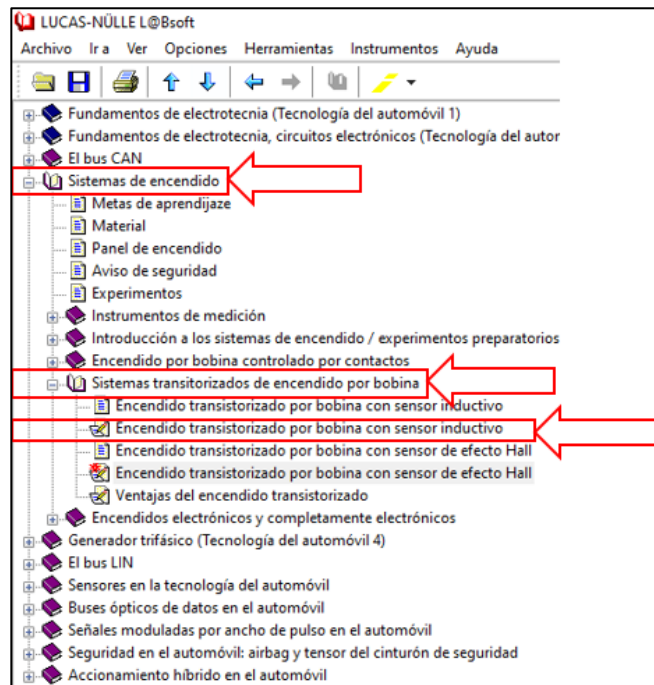 LUCAS-NÜLLE L@Bsoft
Archivo Ir a Ver Opciones Herramientas Instrumentos Ayuda
Fundamentos de electrotecnia (Tecnología del automóvil 1)
Fundamentos de electrotecnia, circuitos electrónicos (Tecnología del autor
El bus CAN
Sistemas de encendido
Metas de aprendijaze
Material
Panel de encendido
Aviso de seguridad
Experimentos
Instrumentos de medición
Introducción a los sistemas de encendido / experimentos preparatorios
Encendido por bobina controlado por contactos
Sistemas transitorizados de encendido por bobina
Encendido transistorizado por bobina con sensor inductivo
Encendido transistorizado por bobina con sensor inductivo
Encendido transistorizado por bobina con sensor de efecto Hall
Encendido transistorizado por bobina con sensor de efecto Hall
Ventajas del encendido transistorizado
Encendidos electrónicos y completamente electrónicos
Generador trifásico (Tecnología del automóvil 4)
El bus LIN
Sensores en la tecnología del automóvil
Buses ópticos de datos en el automóvil
Señales moduladas por ancho de pulso en el automóvil
Seguridad en el automóvil: airbag y tensor del cinturón de seguridad
Accionamiento híbrido en el automóvil